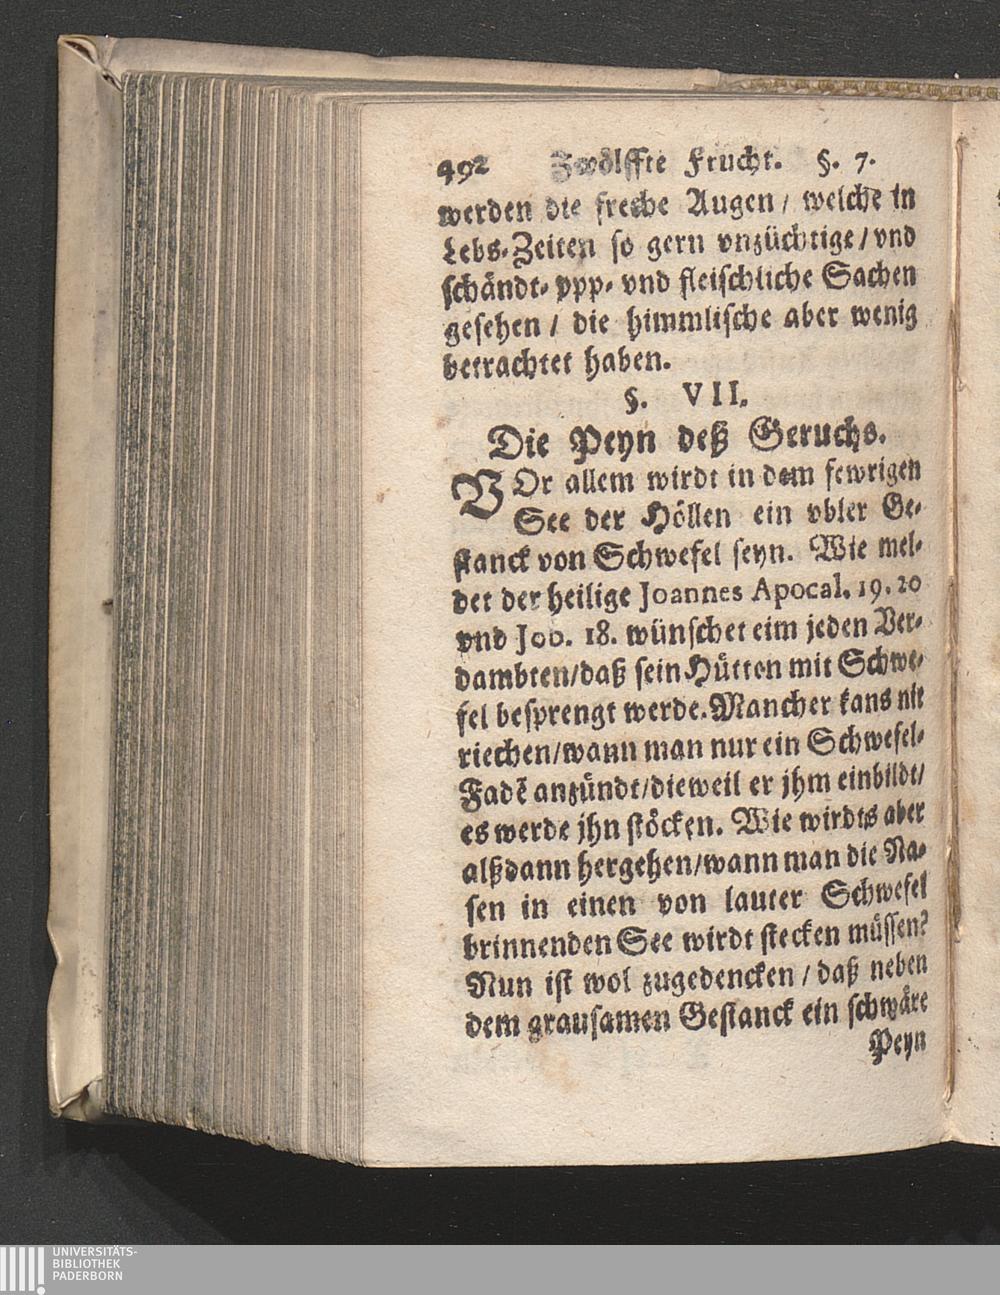 492 Zwölffte Frucht. §. 7.
werden die freche Augen / welche in
Lebs-Zeiten so gern vnzüchtige / vnd
schändt- ppp- vnd fleischliche Sachen
gesehen / die himmlische aber wenig
betrachtet haben.
§. VII.
Die Peyn deß Geruchs.
VOr allem wirdt in dem fewrigen
See der Höllen ein vbler Ge-
stanck von Schwefel seyn. Wie mel-
det der heilige Joannes Apocal. 19. 20
vnd Job. 18. wünschet eim jeden Ver-
dambten/daß sein Hütten mit Schwe-
fel besprengt werde. Mancher kans nit
riechen/wann man nur ein Schwefel-
Fadē anzündt/dieweil er jhm einbildt/
es werde jhn stöcken. Wie wirdts aber
alßdann hergehen/wann man die Na-
sen in einen von lauter Schwefel
brinnenden See wirdt stecken müssen?
Nun ist wol zugedencken / daß neben
dem grausamen Gestanck ein schwäre
Peyn
UNIVERSITÄTS-
BIBLIOTHEK
PADERBORN